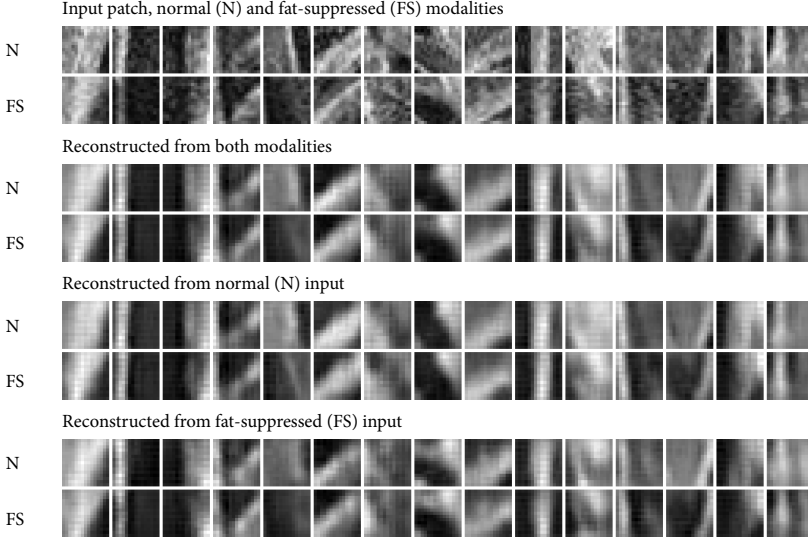 Input patch, normal (N) and fat-suppressed (FS) modalities
N
FS
Reconstructed from both modalities
N
FS
Reconstructed from normal (N) input
N
FS
Reconstructed from fat-suppressed (FS) input
N
FS